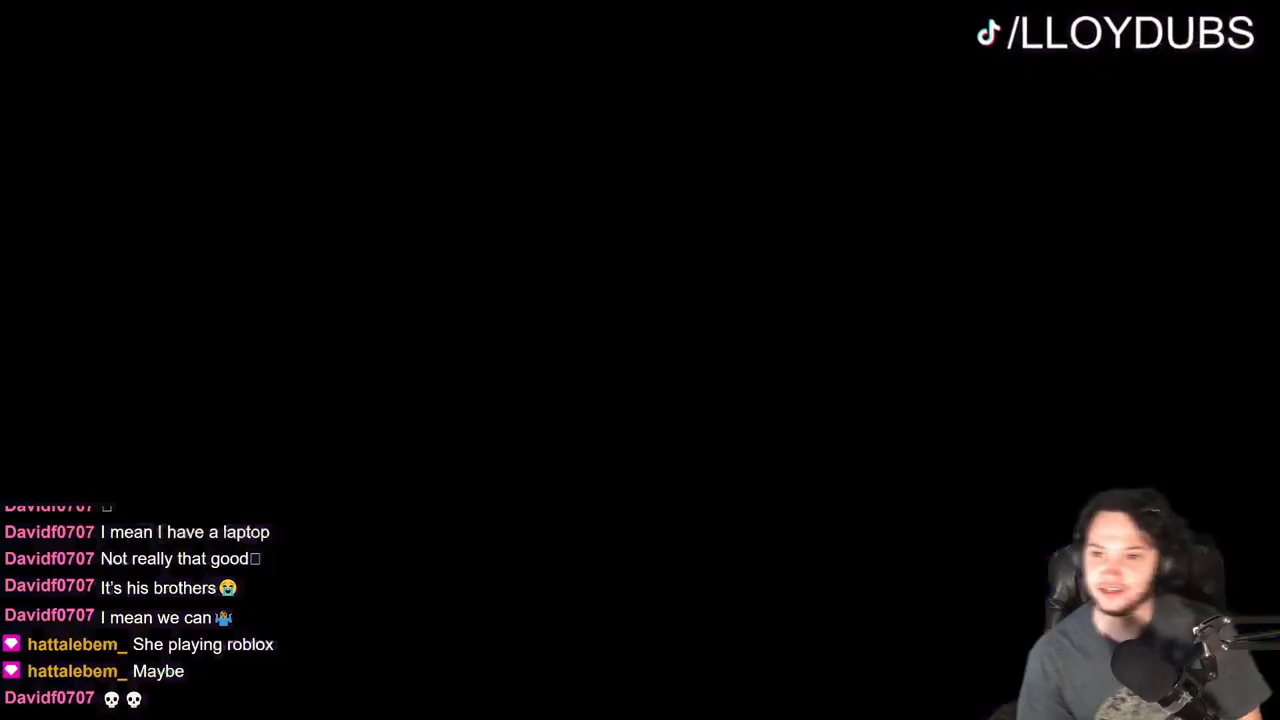 /LLOYDUBS
Davidf0707
Davidf0707 I mean I have a laptop
Davidf0707 Not really that good
Davidf0707 It's his brothers😭
Davidf0707 I mean we can🤷
hattalebem_ She playing roblox
hattalebem_ Maybe
Davidf0707 💀💀